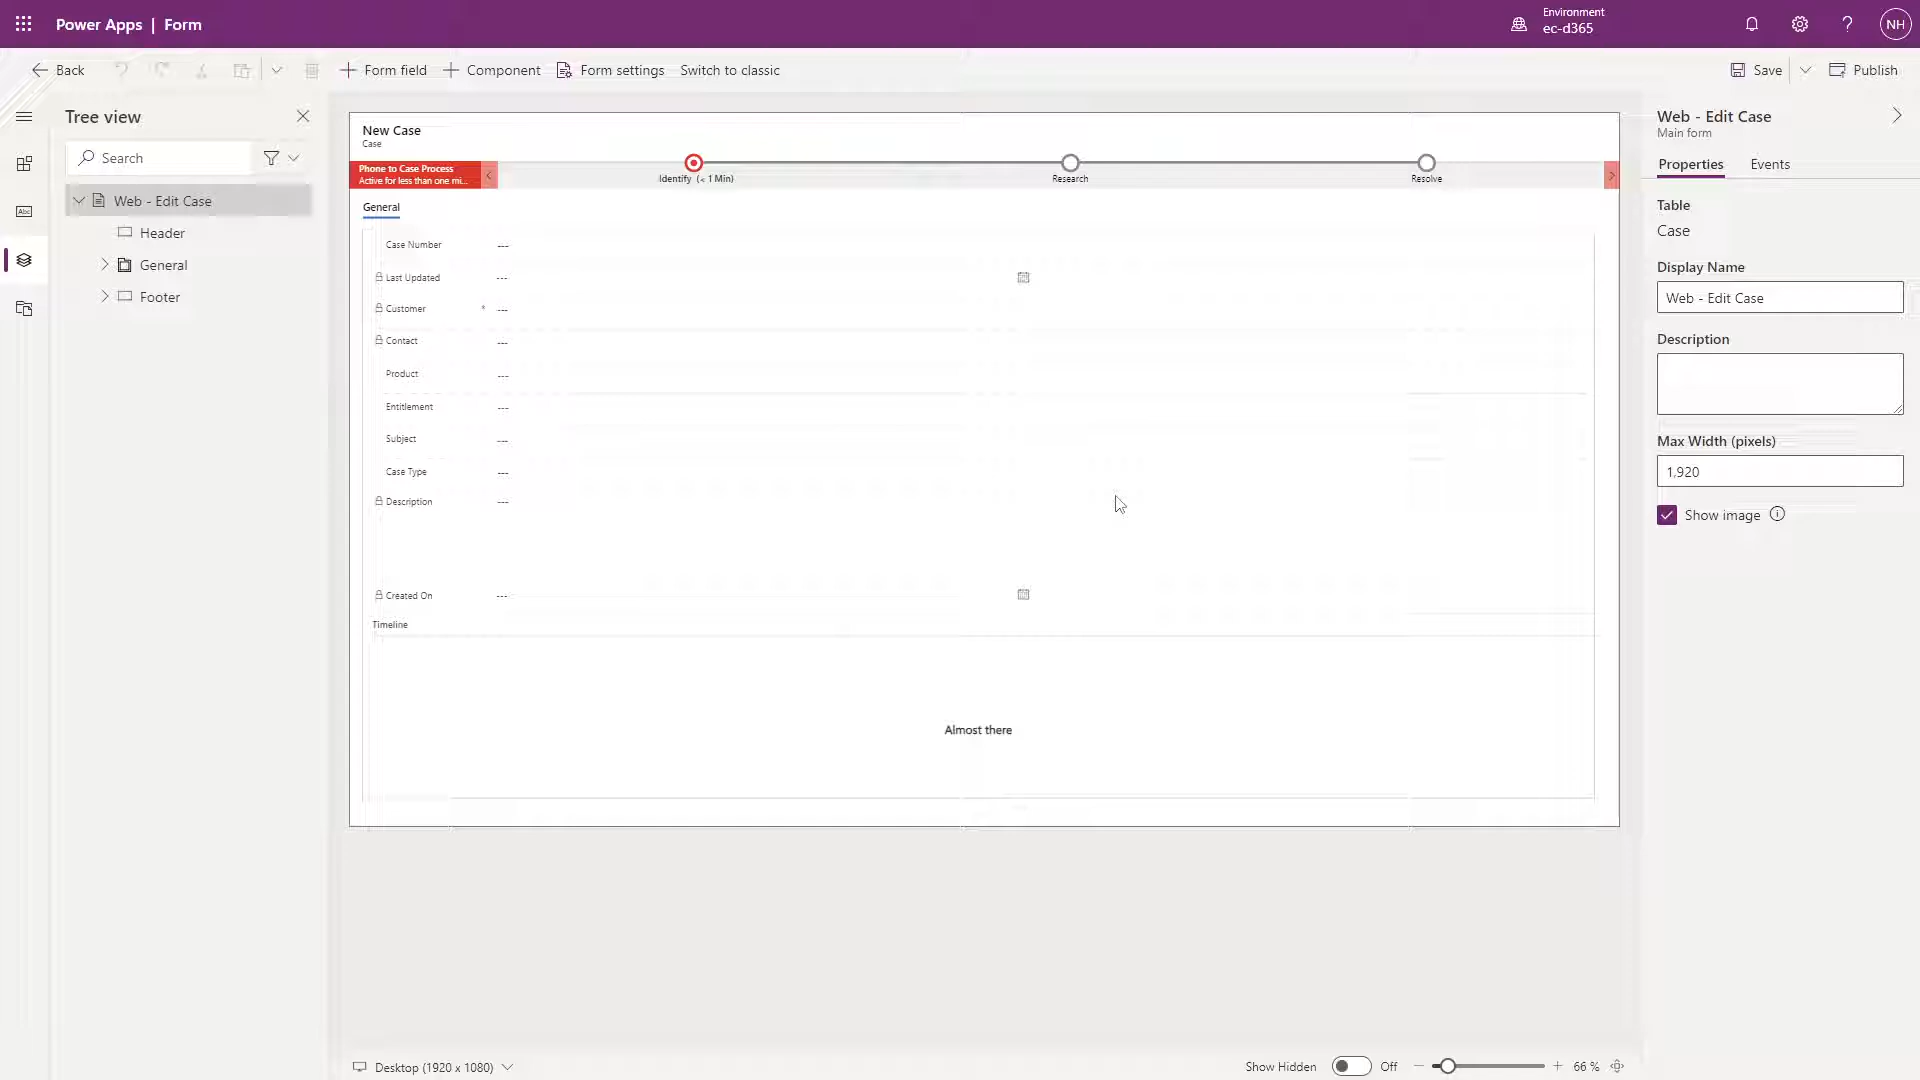 Power Apps | Form
Environment
ec-d365
?
NH
Back
Form field
Component
Form settings
Switch to classic
Save
Publish
Tree view
Search
Web - Edit Case
Header
General
Footer
Abc
New Case
Case
Phone to Case Process
Active for less than one mi...
Identify (< 1 Min)
Research
Resolve
General
Case Number ---
Last Updated ---
Customer * ---
Contact ---
Product ---
Entitlement ---
Subject ---
Case Type ---
Description ---
Created On ---
Timeline
Almost there
Web - Edit Case
Main form
Properties
Events
Table
Case
Display Name
Web - Edit Case
Description
Max Width (pixels)
1,920
Show image
Desktop (1920 x 1080)
Show Hidden
Off
66 %